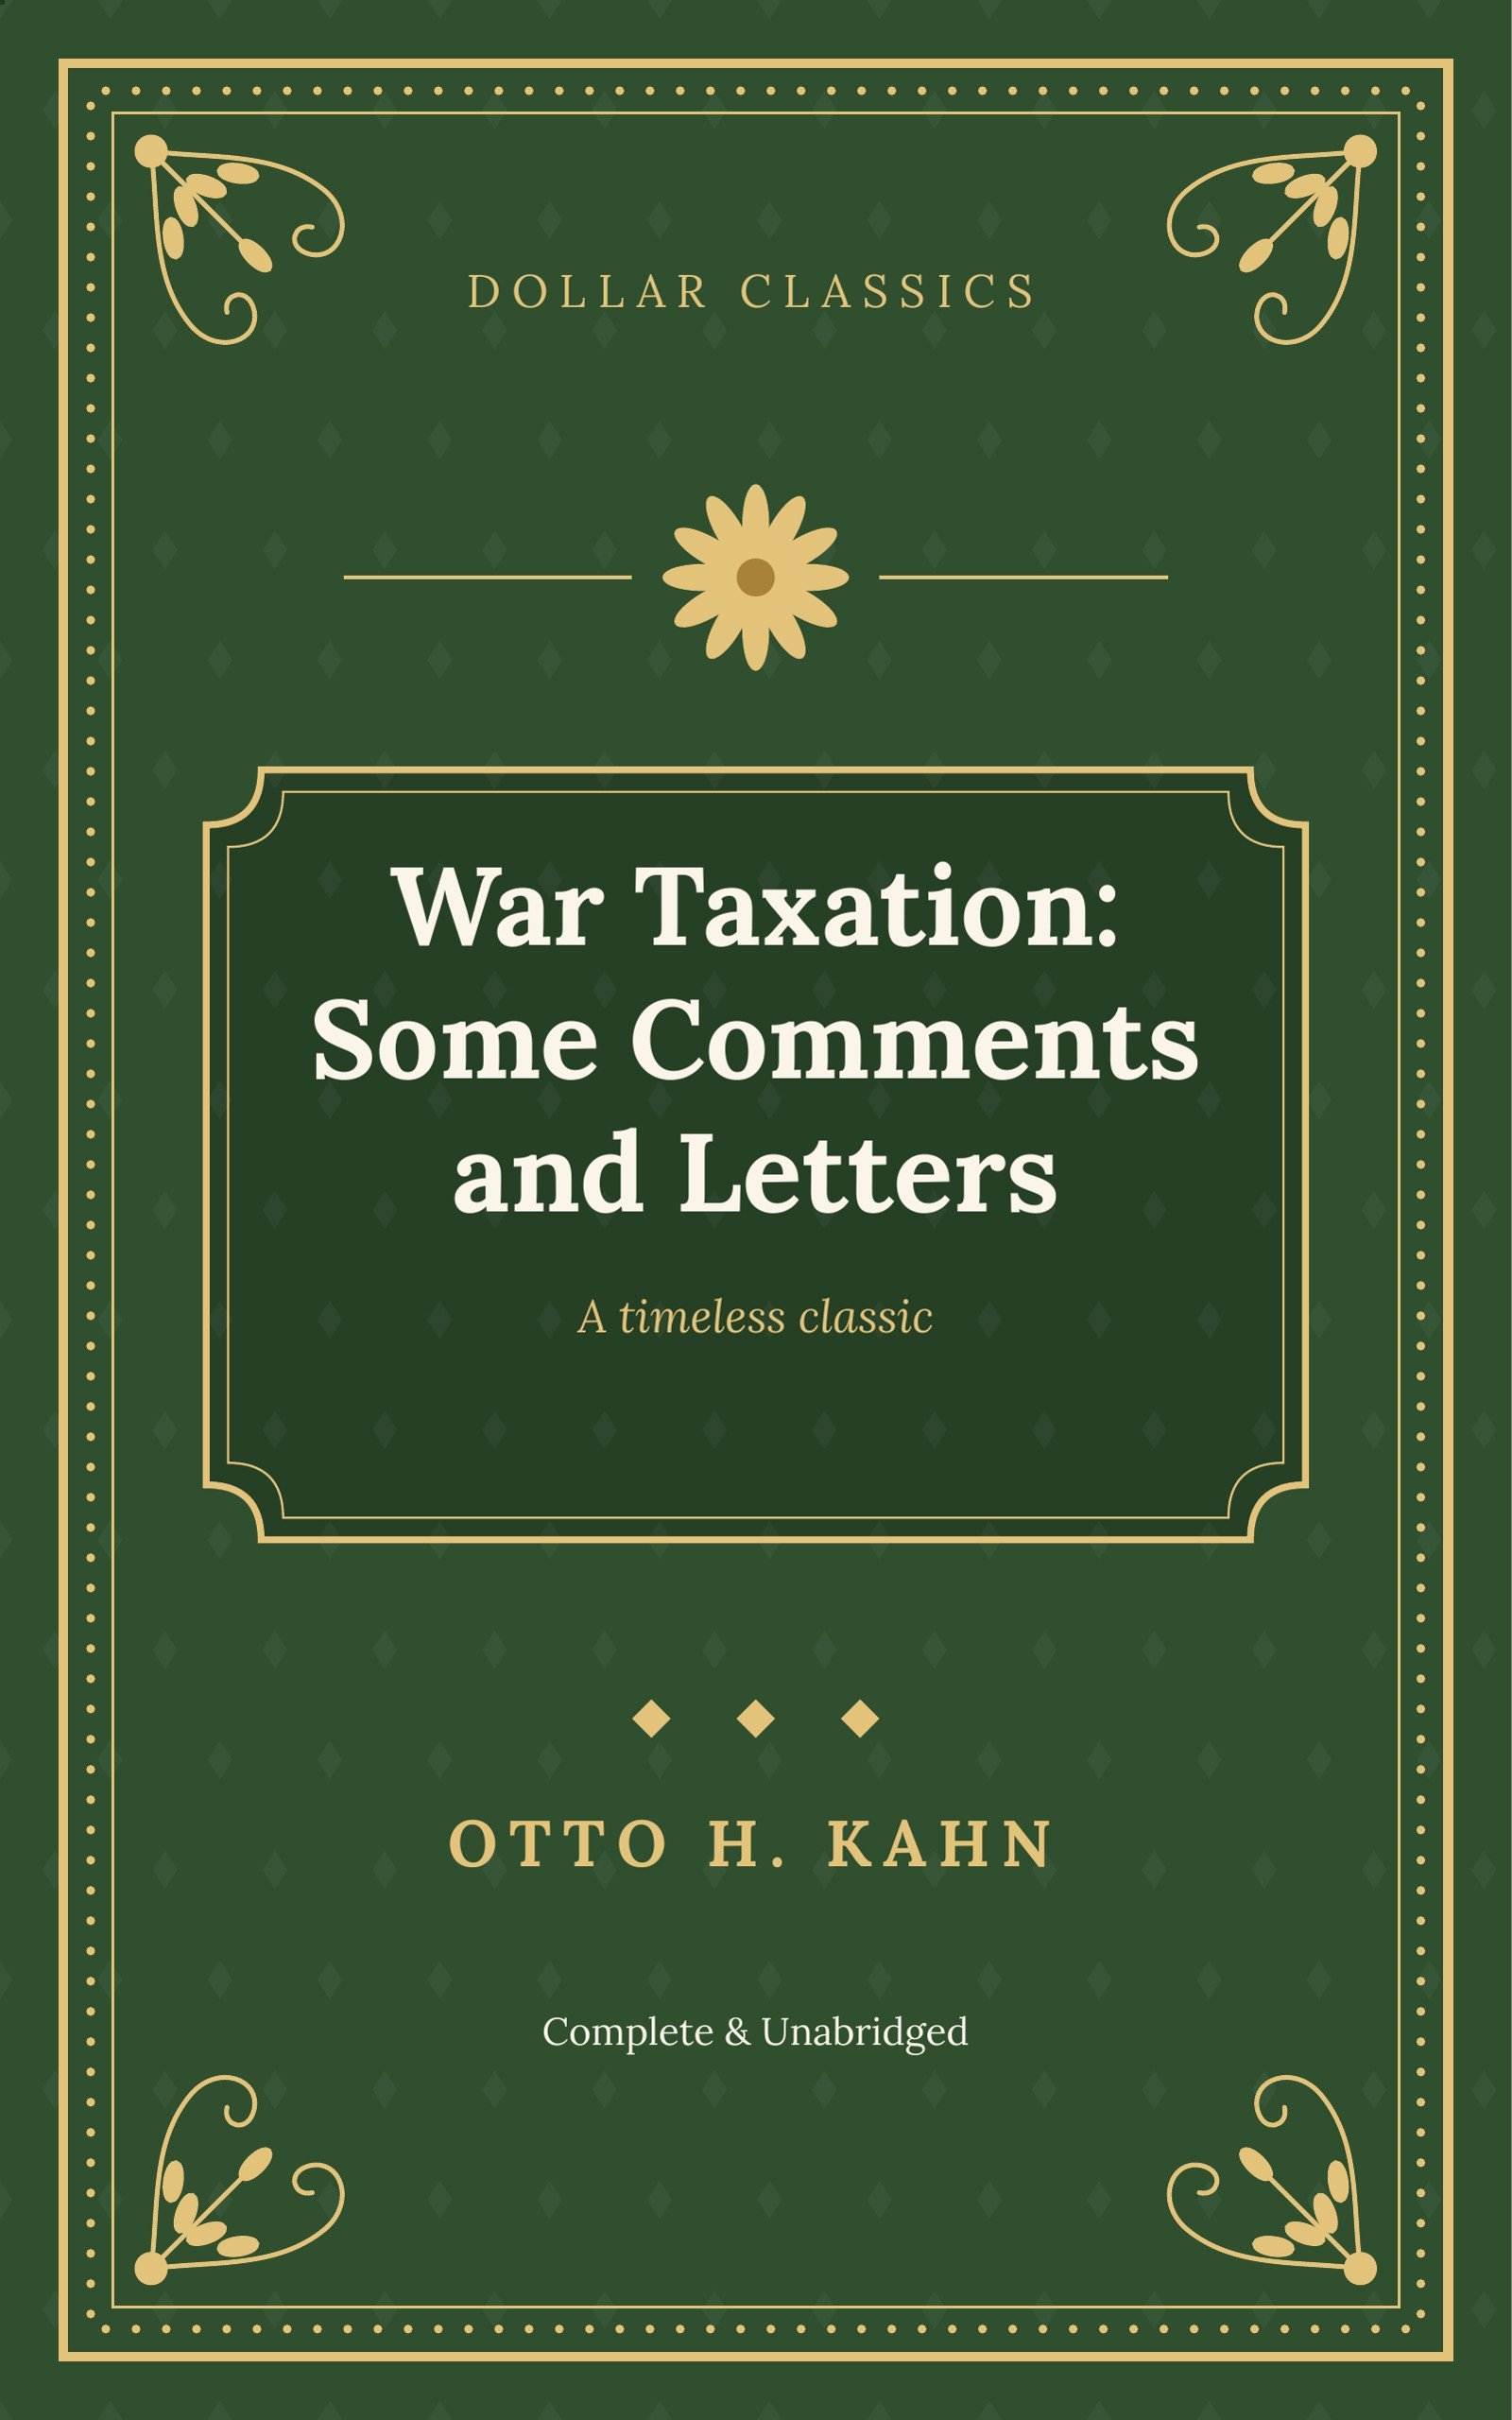 DOLLAR CLASSICS
War Taxation:
Some Comments
and Letters
A timeless classic
OTTO H. KAHN
Complete & Unabridged